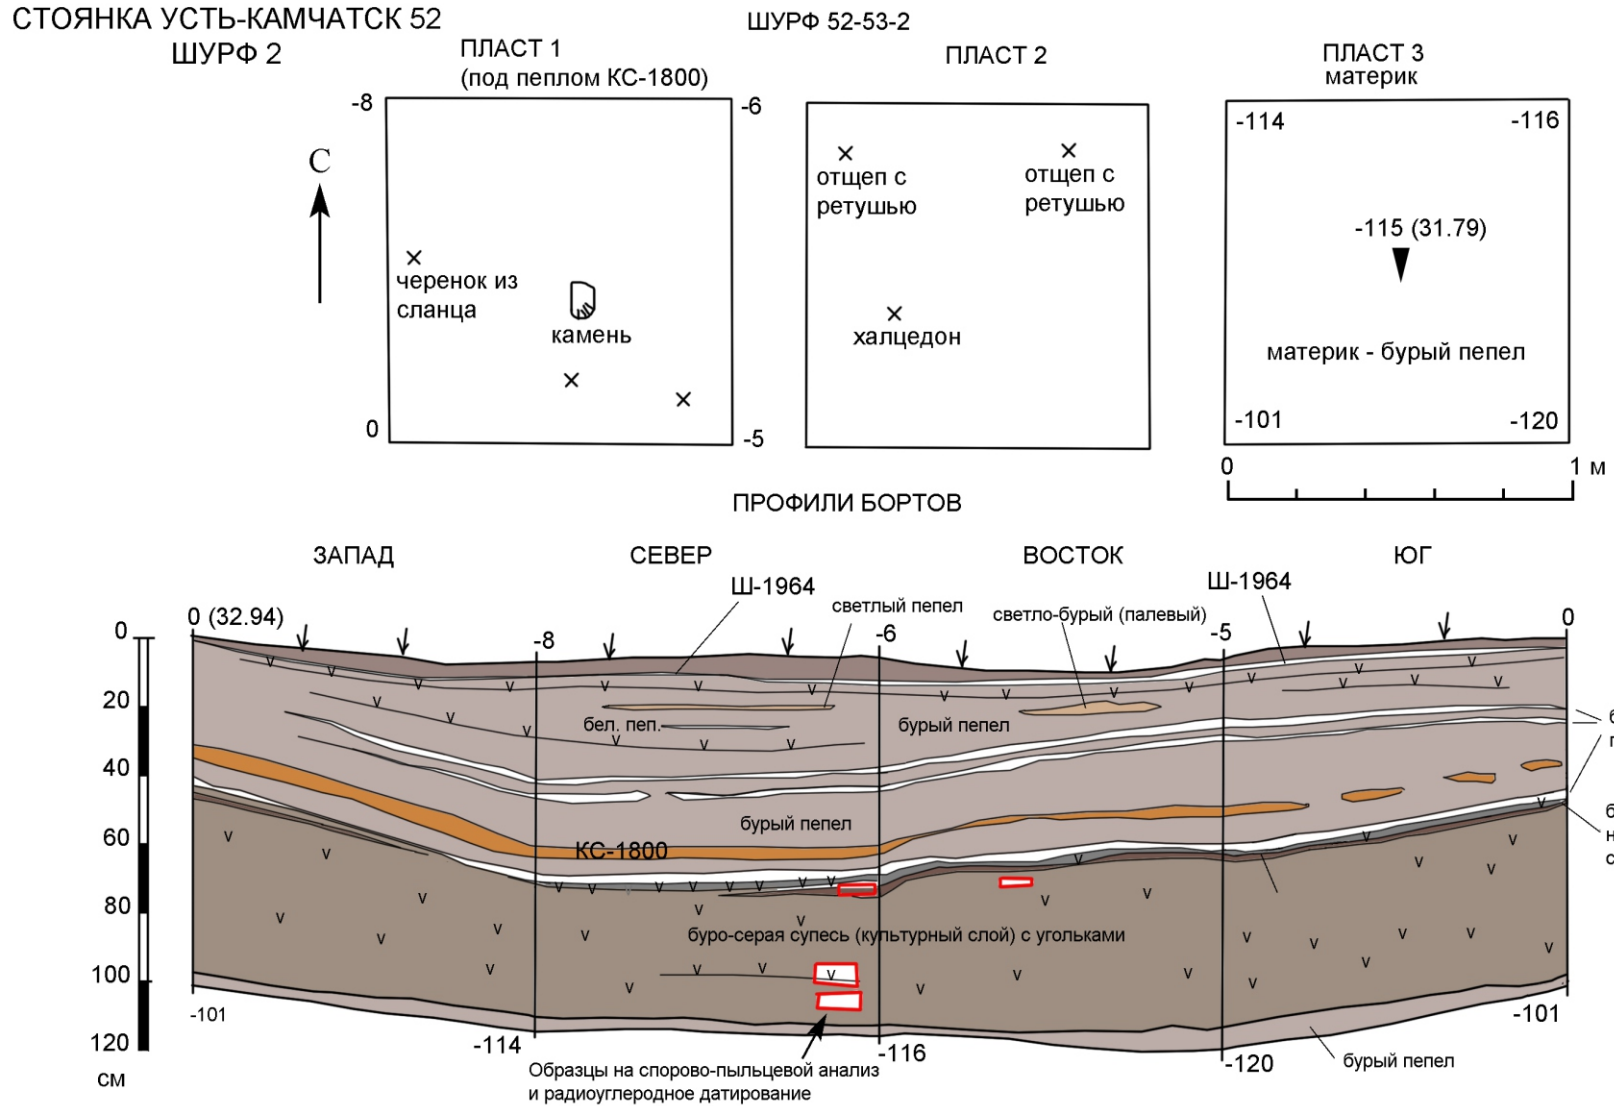 СТОЯНКА УСТЬ-КАМЧАТСК 52
ШУРФ 2
ШУРФ 52-53-2
ПЛАСТ 1
(под пеплом КС-1800)
ПЛАСТ 2
ПЛАСТ 3
материк
-8
-6
0
-5
С
черенок из
сланца
камень
отщеп с
ретушью
отщеп с
ретушью
халцедон
-114
-116
-115 (31.79)
материк - бурый пепел
-101
-120
0
1 м
ПРОФИЛИ БОРТОВ
ЗАПАД
СЕВЕР
ВОСТОК
ЮГ
Ш-1964
Ш-1964
светлый пепел
светло-бурый (палевый)
0 (32.94)
-8
-6
-5
0
0
20
40
60
80
100
120
см
бел. пеп.
бурый пепел
бурый пепел
КС-1800
буро-серая супесь (культурный слой) с угольками
б
п
б
н
с
-101
-114
-116
-120
-101
бурый пепел
Образцы на спорово-пыльцевой анализ
и радиоуглеродное датирование